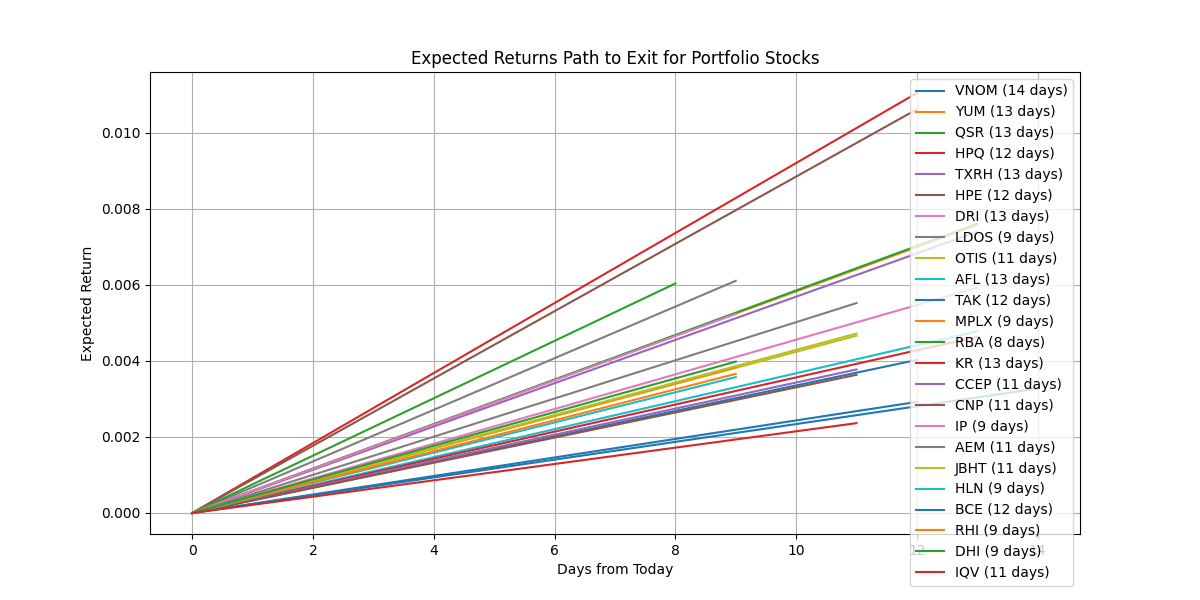 Expected Returns Path to Exit for Portfolio Stocks
Expected Return
0.010
0.008
0.006
0.004
0.002
0.000
0 2 4 6 8 10 12 14
Days from Today
VNOM (14 days)
YUM (13 days)
QSR (13 days)
HPQ (12 days)
TXRH (13 days)
HPE (12 days)
DRI (13 days)
LDOS (9 days)
OTIS (11 days)
AFL (13 days)
TAK (12 days)
MPLX (9 days)
RBA (8 days)
KR (13 days)
CCEP (11 days)
CNP (11 days)
IP (9 days)
AEM (11 days)
JBHT (11 days)
HLN (9 days)
BCE (12 days)
RHI (9 days)
DHI (9 days)
IQV (11 days)